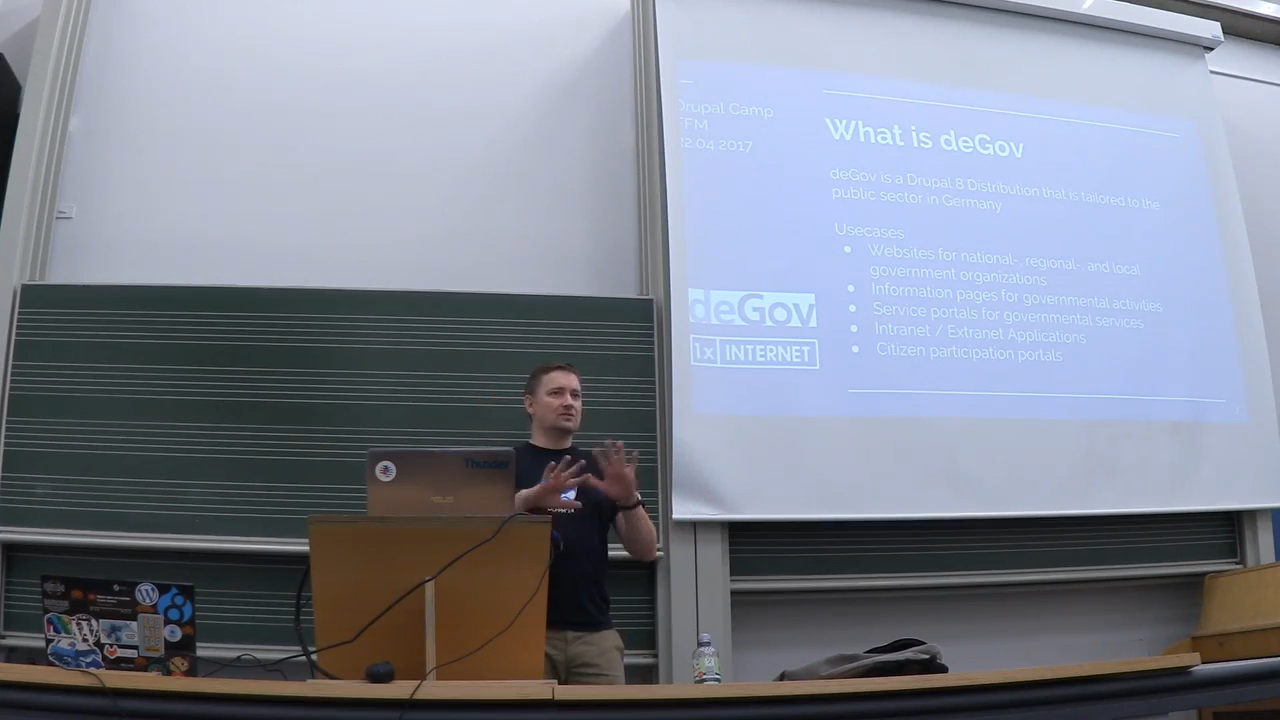 Drupal Camp
FFM
22.04.2017
What is deGov
deGov is a Drupal 8 Distribution that is tailored to the
public sector in Germany
Usecases
Websites for national-, regional-, and local
government organizations
Information pages for governmental activities
Service portals for governmental services
Intranet / Extranet Applications
Citizen participation portals
deGov
1x INTERNET
Thunder
ASUS